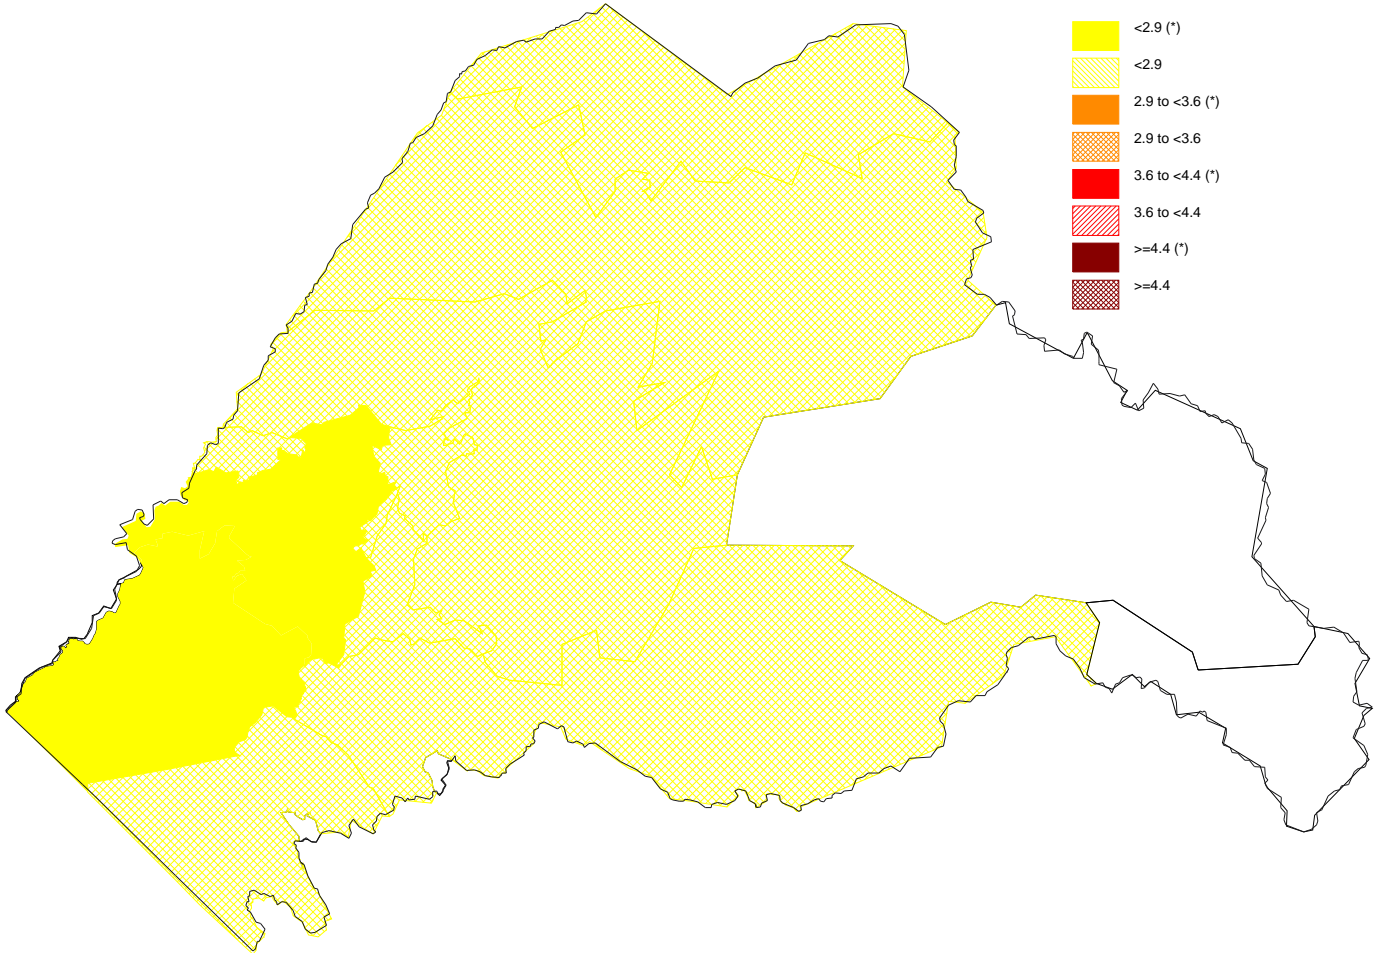 <2.9 (*)
<2.9
2.9 to <3.6 (*)
2.9 to <3.6
3.6 to <4.4 (*)
3.6 to <4.4
>=4.4 (*)
>=4.4